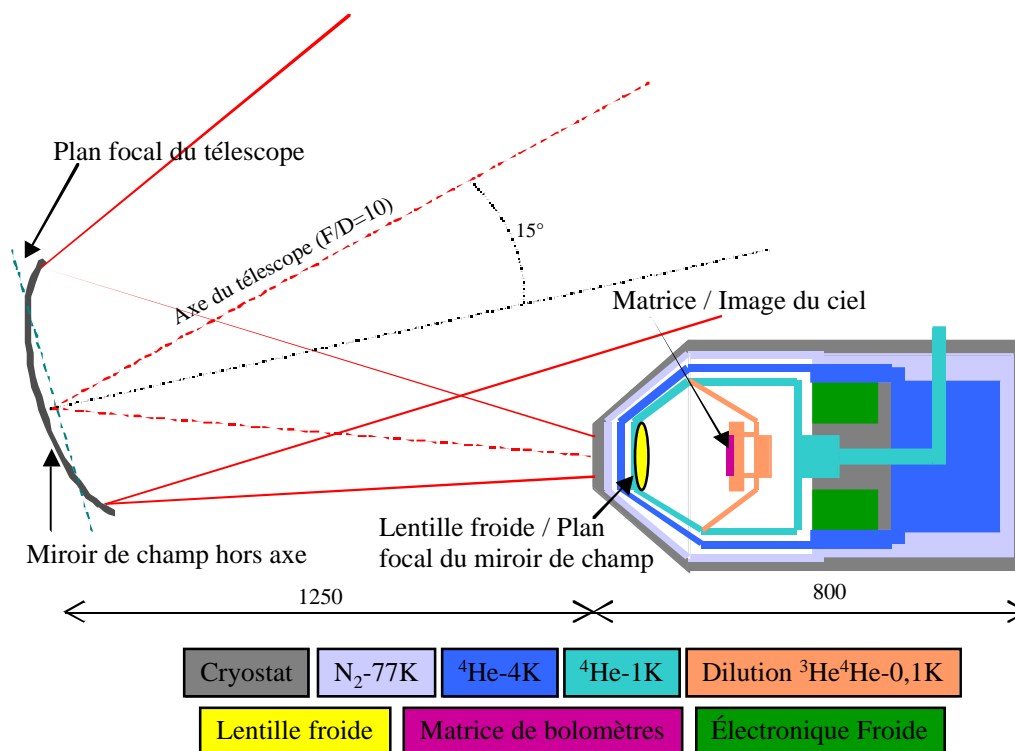 Plan focal du télescope
Axe du télescope (F/D=10)
15°
Matrice / Image du ciel
Lentille froide / Plan
focal du miroir de champ
Miroir de champ hors axe
1250
800
Cryostat
N₂-77K
⁴He-4K
⁴He-1K
Dilution ³He⁴He-0,1K
Lentille froide
Matrice de bolomètres
Électronique Froide